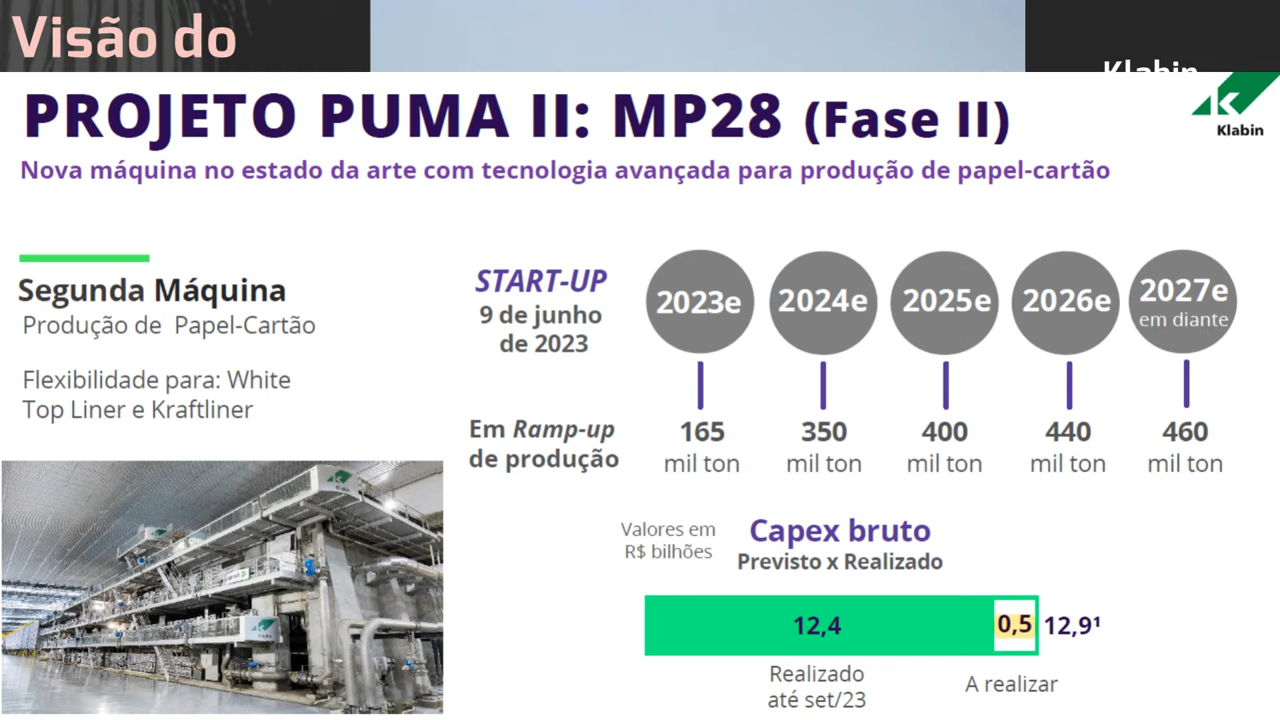 Visão do
Klabin
PROJETO PUMA II: MP28 (Fase II)
Klabin
Nova máquina no estado da arte com tecnologia avançada para produção de papel-cartão
Segunda Máquina
Produção de Papel-Cartão
Flexibilidade para: White
Top Liner e Kraftliner
START-UP
9 de junho
de 2023
2023e
2024e
2025e
2026e
2027e
em diante
Em Ramp-up
de produção
165
mil ton
350
mil ton
400
mil ton
440
mil ton
460
mil ton
Valores em
R$ bilhões
Capex bruto
Previsto x Realizado
12,4
0,5
12,9¹
Realizado
até set/23
A realizar